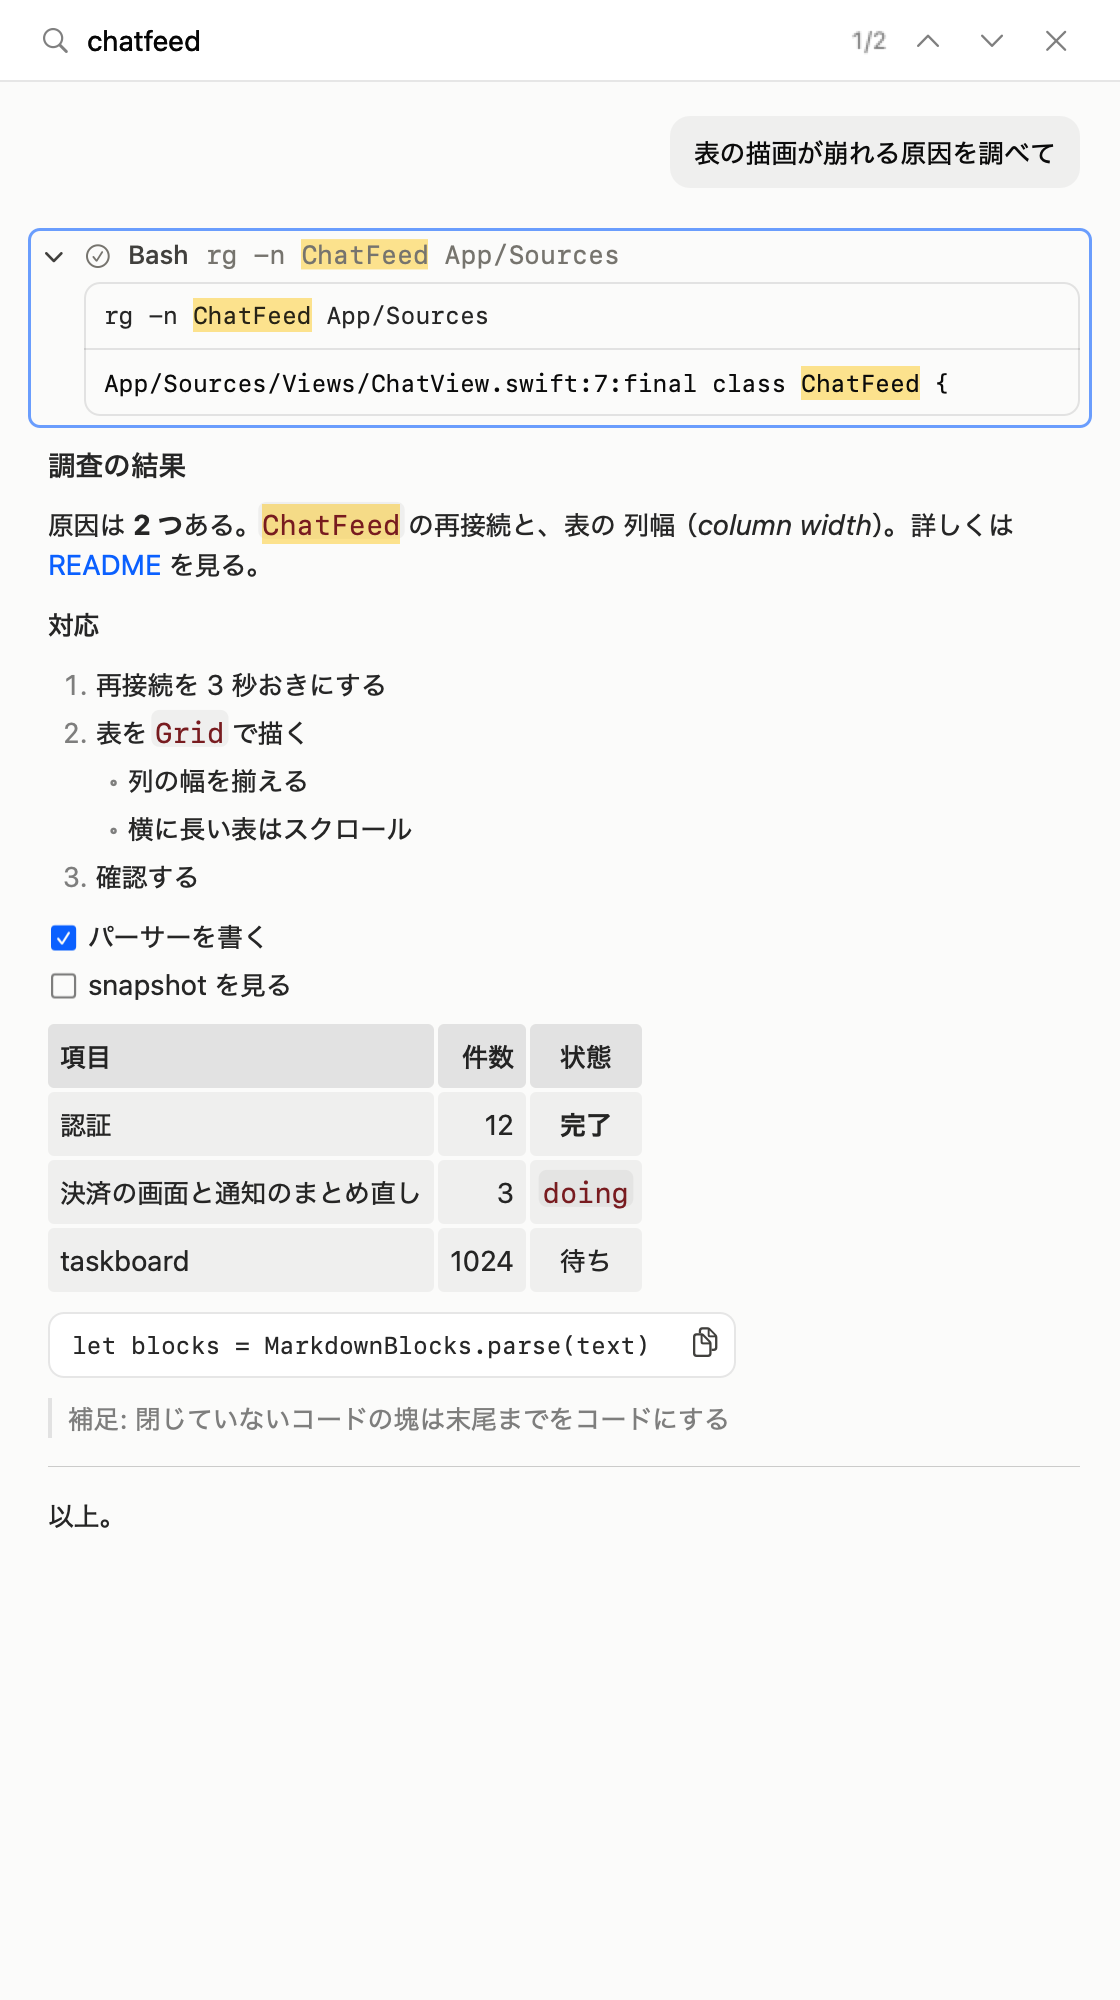 chatfeed 1/2
表の描画が崩れる原因を調べて
Bash rg -n ChatFeed App/Sources
rg -n ChatFeed App/Sources
App/Sources/Views/ChatView.swift:7:final class ChatFeed {
調査の結果
原因は 2 つある。ChatFeed の再接続と、表の 列幅（column width）。詳しくは
README を見る。
対応
1. 再接続を 3 秒おきにする
2. 表を Grid で描く
• 列の幅を揃える
• 横に長い表はスクロール
3. 確認する
パーサーを書く
snapshot を見る
項目 件数 状態
認証 12 完了
決済の画面と通知のまとめ直し 3 doing
taskboard 1024 待ち
let blocks = MarkdownBlocks.parse(text)
補足: 閉じていないコードの塊は末尾までをコードにする
以上。